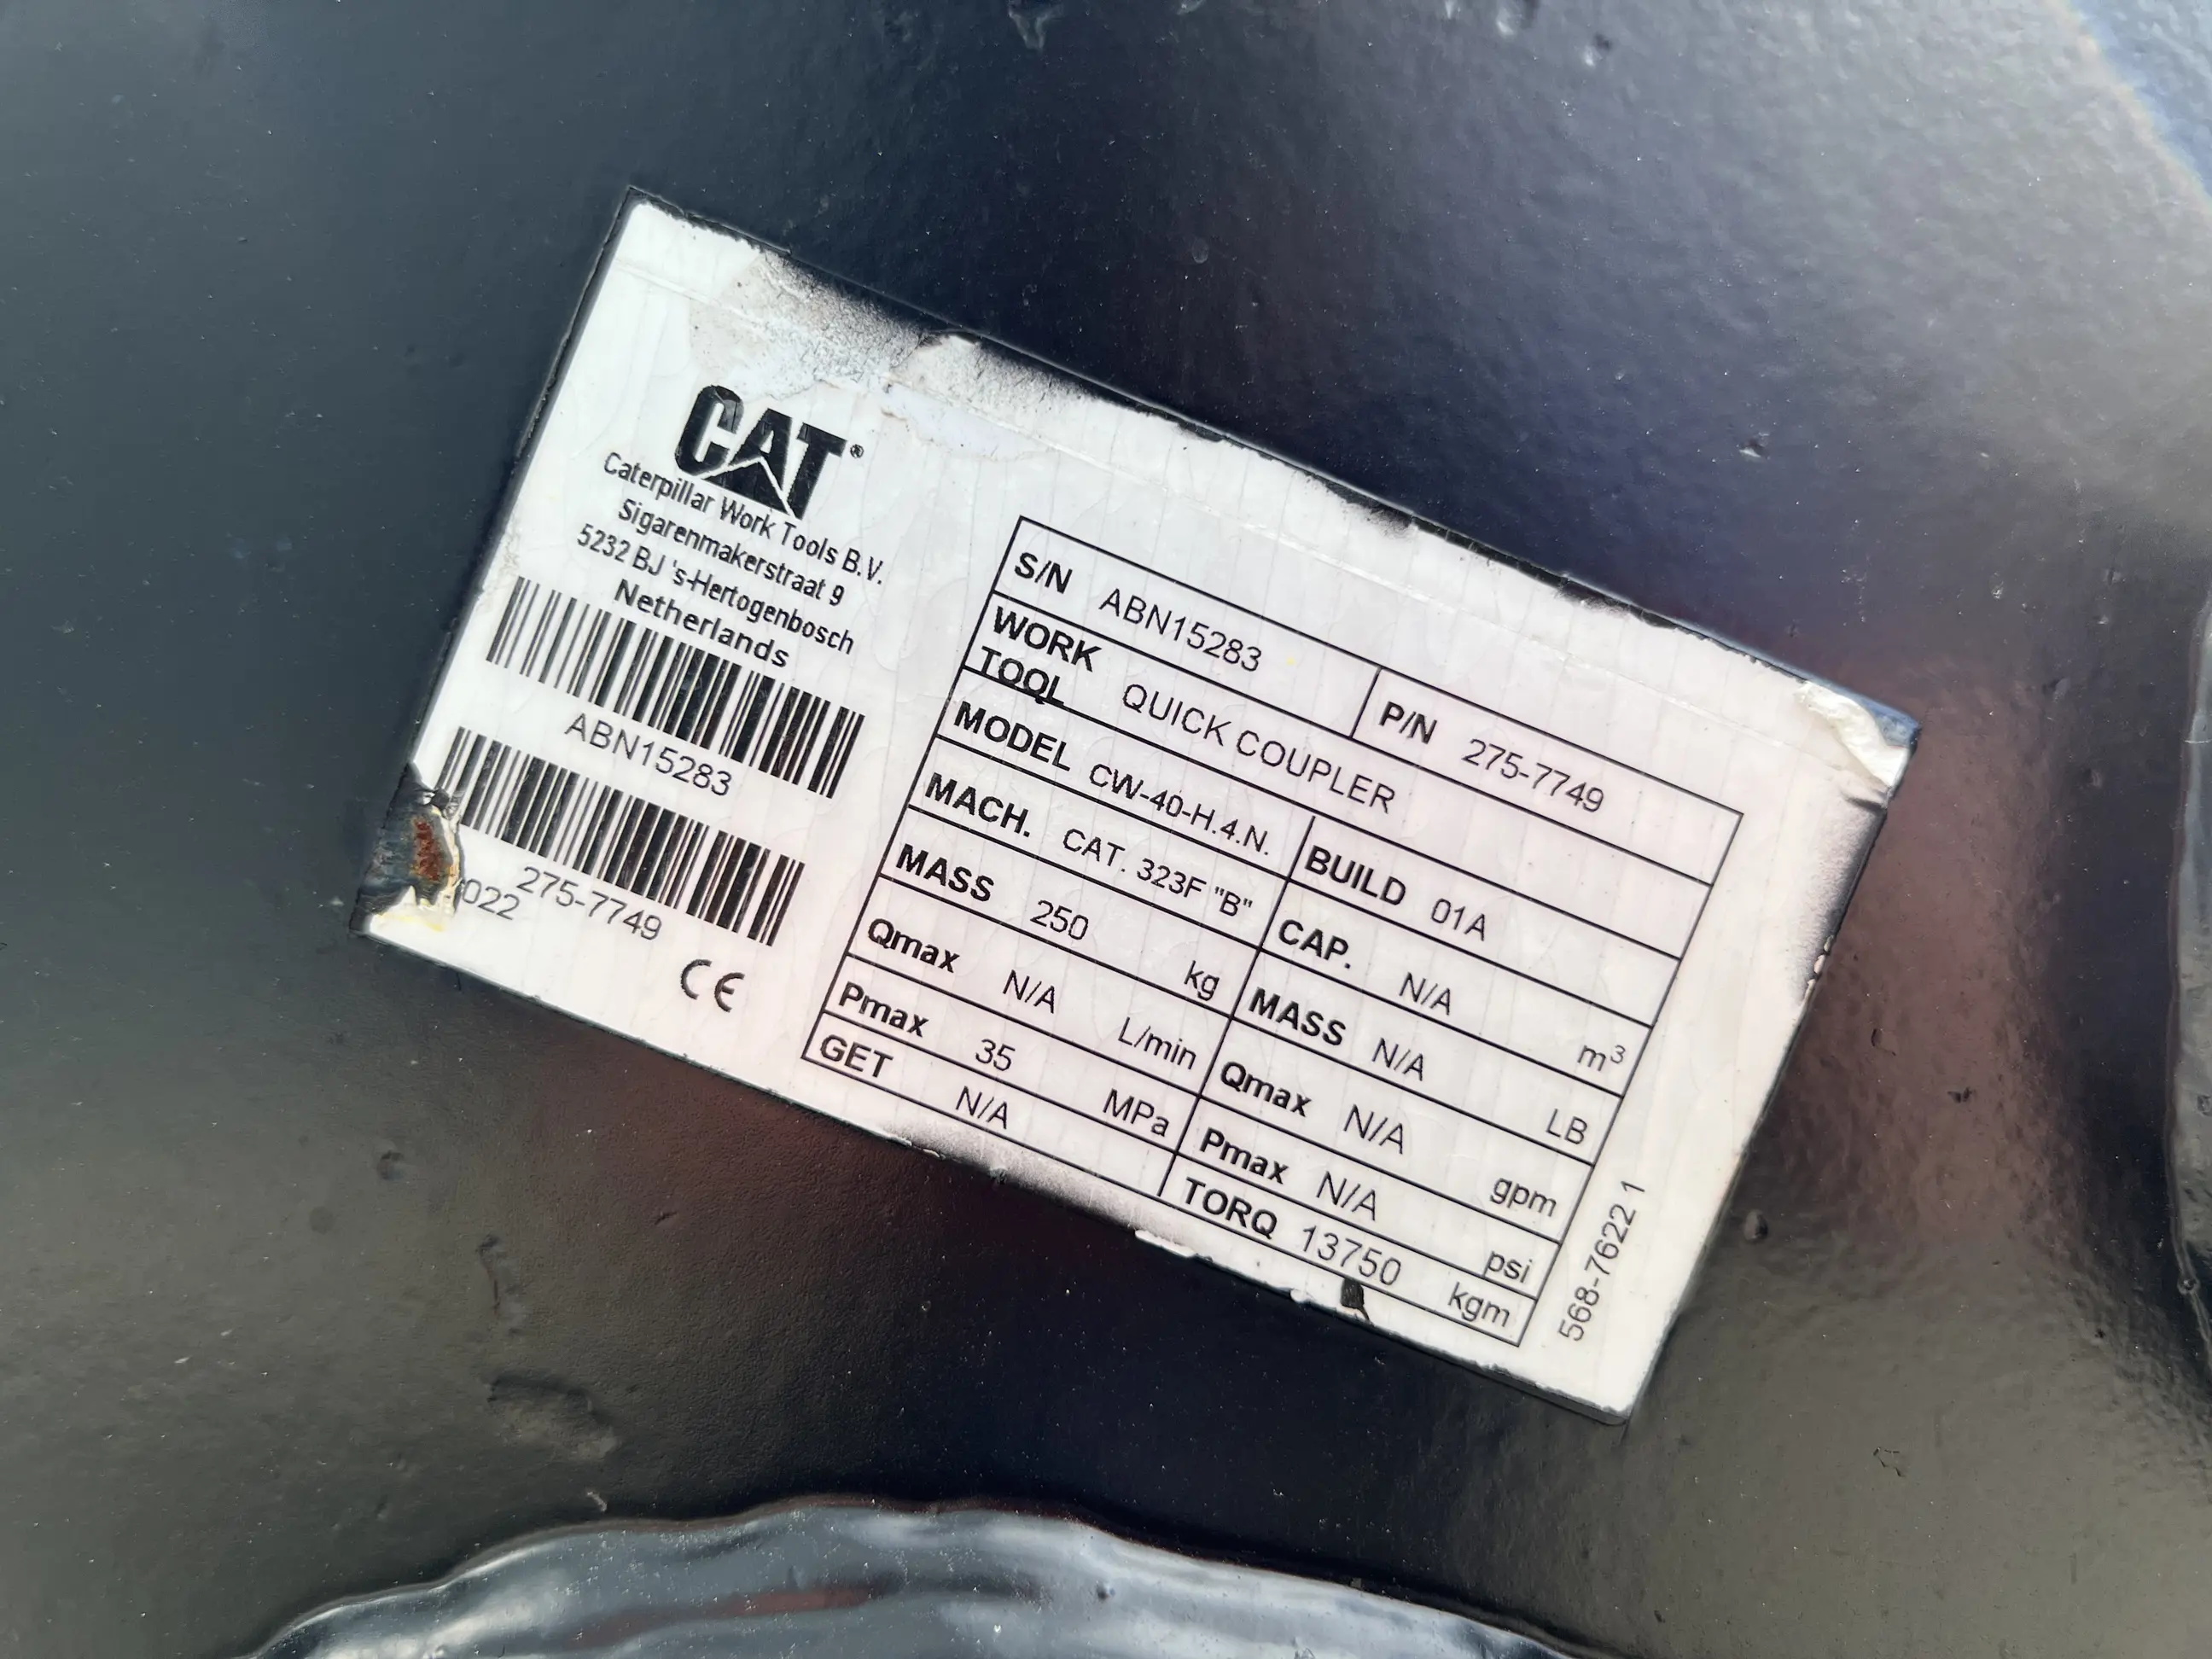 CAT®
Caterpillar Work Tools B.V.
Sigarenmakerstraat 9
5232 BJ 's-Hertogenbosch
Netherlands
ABN15283
275-7749
022
CE
S/N ABN15283 P/N 275-7749
WORK TOOL QUICK COUPLER
MODEL CW-40-H.4.N. BUILD 01A
MACH. CAT. 323F "B" CAP. N/A m³
MASS 250 kg MASS N/A LB
Qmax N/A L/min Qmax N/A gpm
Pmax 35 MPa Pmax N/A psi
GET N/A TORQ 13750 kgm
568-7622 1